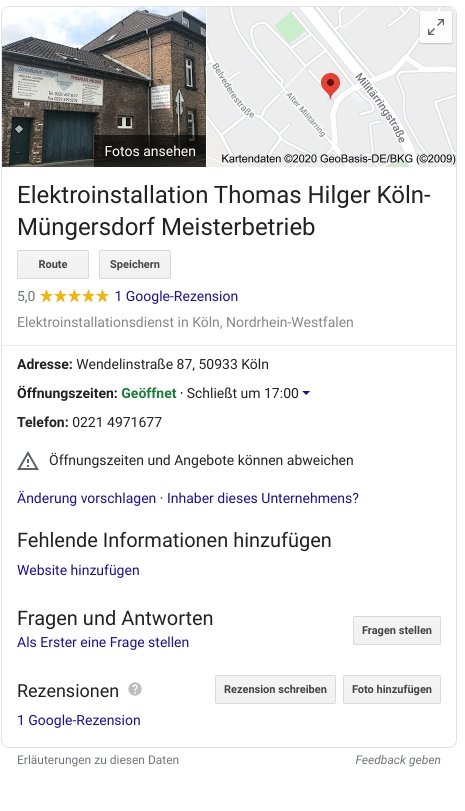 THOMAS HILGER
Fotos ansehen
Belvederestraße
Alter Militärring
Militärringstraße
Kartendaten ©2020 GeoBasis-DE/BKG (©2009)
Elektroinstallation Thomas Hilger Köln-
Müngersdorf Meisterbetrieb
Route Speichern
5,0 1 Google-Rezension
Elektroinstallationsdienst in Köln, Nordrhein-Westfalen
Adresse: Wendelinstraße 87, 50933 Köln
Öffnungszeiten: Geöffnet · Schließt um 17:00
Telefon: 0221 4971677
Öffnungszeiten und Angebote können abweichen
Änderung vorschlagen · Inhaber dieses Unternehmens?
Fehlende Informationen hinzufügen
Website hinzufügen
Fragen und Antworten
Als Erster eine Frage stellen
Fragen stellen
Rezensionen ?
Rezension schreiben Foto hinzufügen
1 Google-Rezension
Erläuterungen zu diesen Daten Feedback geben